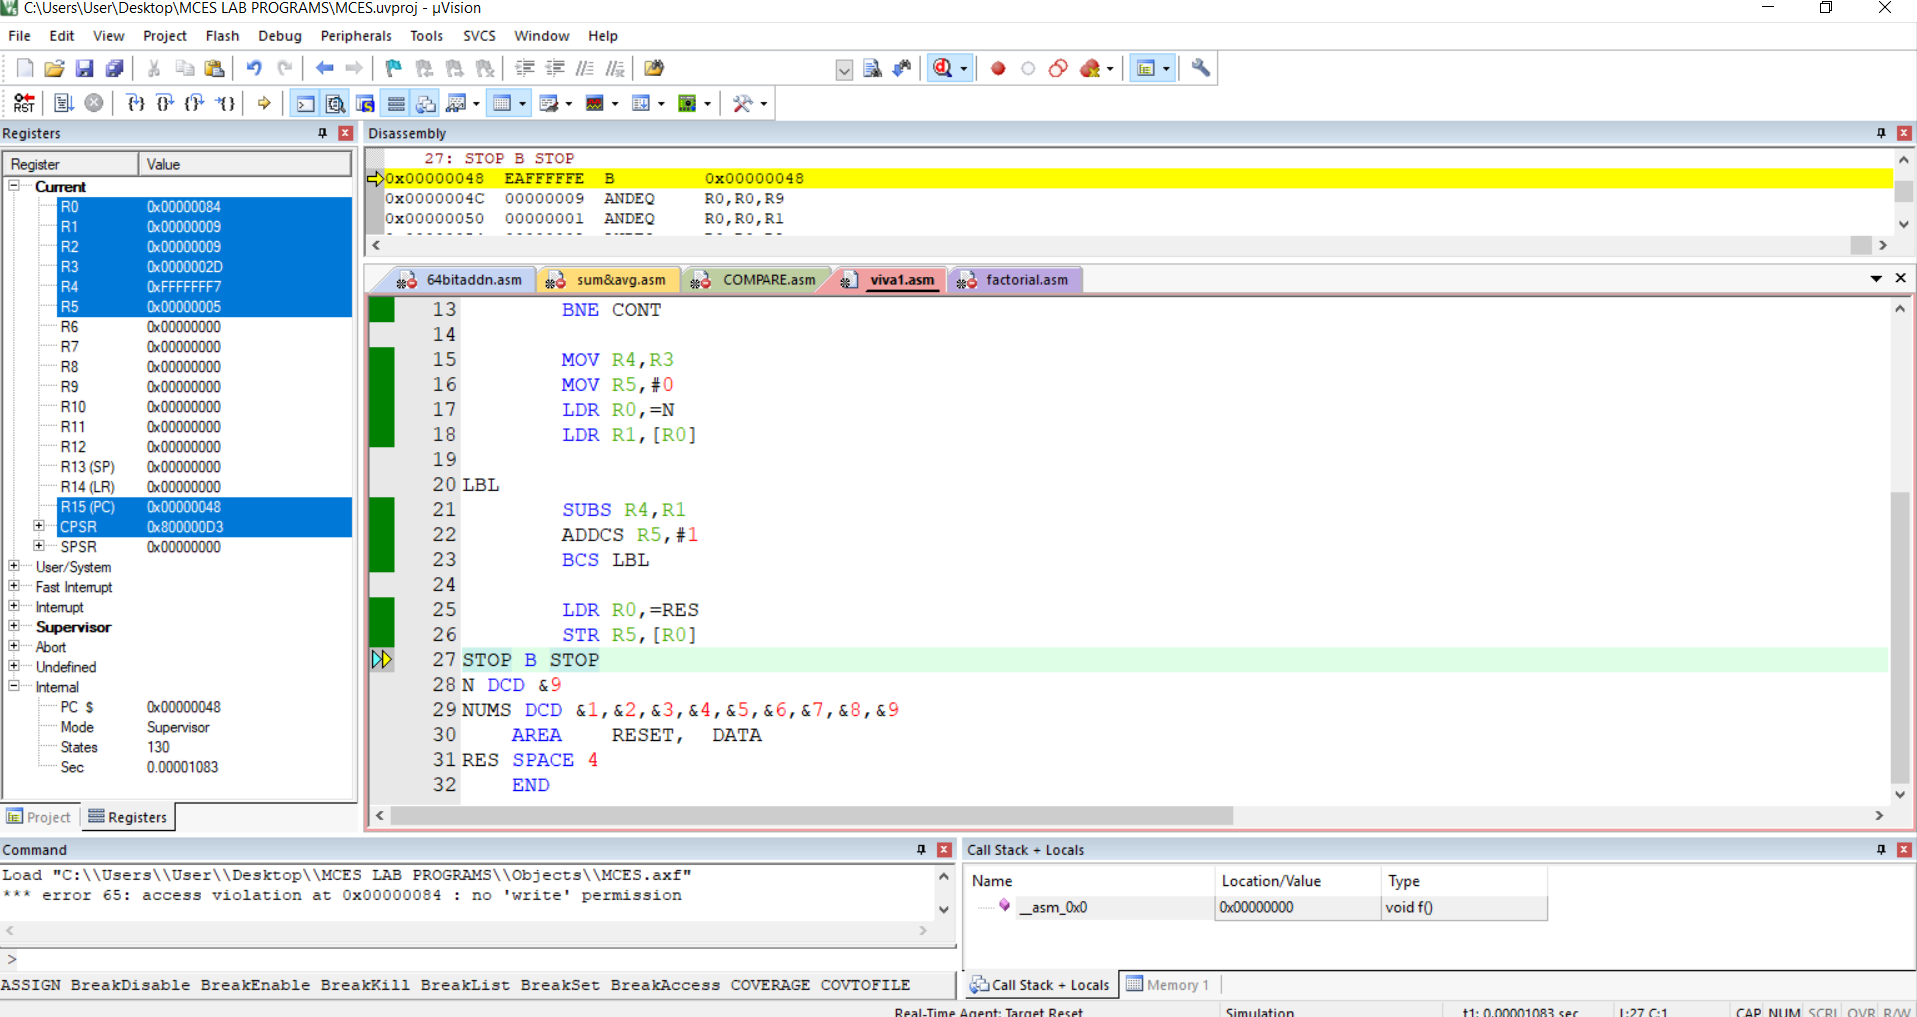 C:\Users\User\Desktop\MCES LAB PROGRAMS\MCES.uvproj - µVision
File Edit View Project Flash Debug Peripherals Tools SVCS Window Help
Registers
Register Value
Current
R0 0x00000084
R1 0x00000009
R2 0x00000009
R3 0x0000002D
R4 0xFFFFFFF7
R5 0x00000005
R6 0x00000000
R7 0x00000000
R8 0x00000000
R9 0x00000000
R10 0x00000000
R11 0x00000000
R12 0x00000000
R13 (SP) 0x00000000
R14 (LR) 0x00000000
R15 (PC) 0x00000048
CPSR 0x800000D3
SPSR 0x00000000
User/System
Fast Interrupt
Interrupt
Supervisor
Abort
Undefined
Internal
PC $ 0x00000048
Mode Supervisor
States 130
Sec 0.00001083
Project Registers
Disassembly
27: STOP B STOP
0x00000048 EAFFFFFE B 0x00000048
0x0000004C 00000009 ANDEQ R0,R0,R9
0x00000050 00000001 ANDEQ R0,R0,R1
64bitaddn.asm sum&avg.asm COMPARE.asm viva1.asm factorial.asm
13 BNE CONT
14
15 MOV R4,R3
16 MOV R5,#0
17 LDR R0,=N
18 LDR R1,[R0]
19
20 LBL
21 SUBS R4,R1
22 ADDCS R5,#1
23 BCS LBL
24
25 LDR R0,=RES
26 STR R5,[R0]
27 STOP B STOP
28 N DCD &9
29 NUMS DCD &1,&2,&3,&4,&5,&6,&7,&8,&9
30 AREA RESET, DATA
31 RES SPACE 4
32 END
Command
Load "C:\\Users\\User\\Desktop\\MCES LAB PROGRAMS\\Objects\\MCES.axf"
*** error 65: access violation at 0x00000084 : no 'write' permission
>
ASSIGN BreakDisable BreakEnable BreakKill BreakList BreakSet BreakAccess COVERAGE COVTOFILE
Call Stack + Locals
Name Location/Value Type
__asm_0x0 0x00000000 void f()
Call Stack + Locals Memory 1
Real-Time Agent: Target Reset Simulation t1: 0.00001083 sec L:27 C:1 CAP NUM SCRL OVR R/W